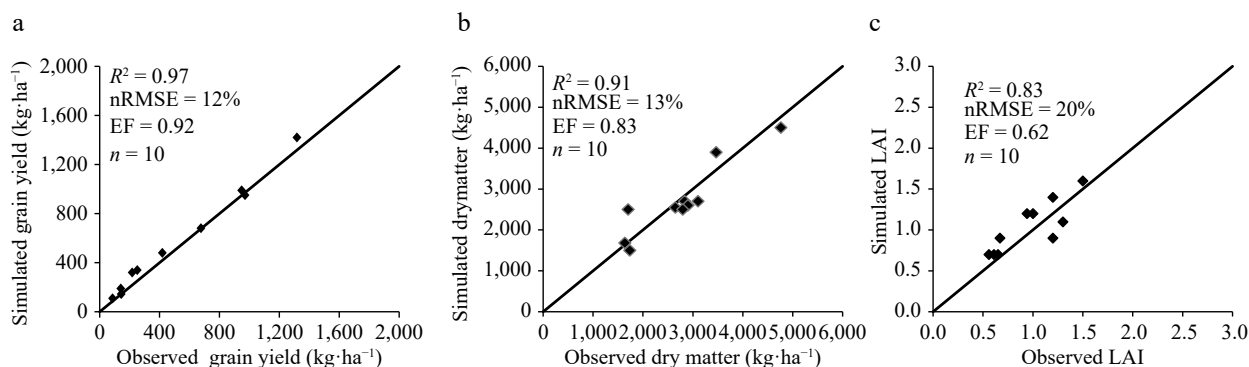 a
Simulated grain yield (kg·ha⁻¹)
2,000
1,600
1,200
800
400
0
R² = 0.97
nRMSE = 12%
EF = 0.92
n = 10
0 400 800 1,200 1,600 2,000
Observed grain yield (kg·ha⁻¹)
b
Simulated drymatter (kg·ha⁻¹)
6,000
5,000
4,000
3,000
2,000
1,000
0
R² = 0.91
nRMSE = 13%
EF = 0.83
n = 10
0 1,000 2,000 3,000 4,000 5,000 6,000
Observed dry matter (kg·ha⁻¹)
c
Simulated LAI
3.0
2.5
2.0
1.5
1.0
0.5
0.0
R² = 0.83
nRMSE = 20%
EF = 0.62
n = 10
0.0 0.5 1.0 1.5 2.0 2.5 3.0
Observed LAI